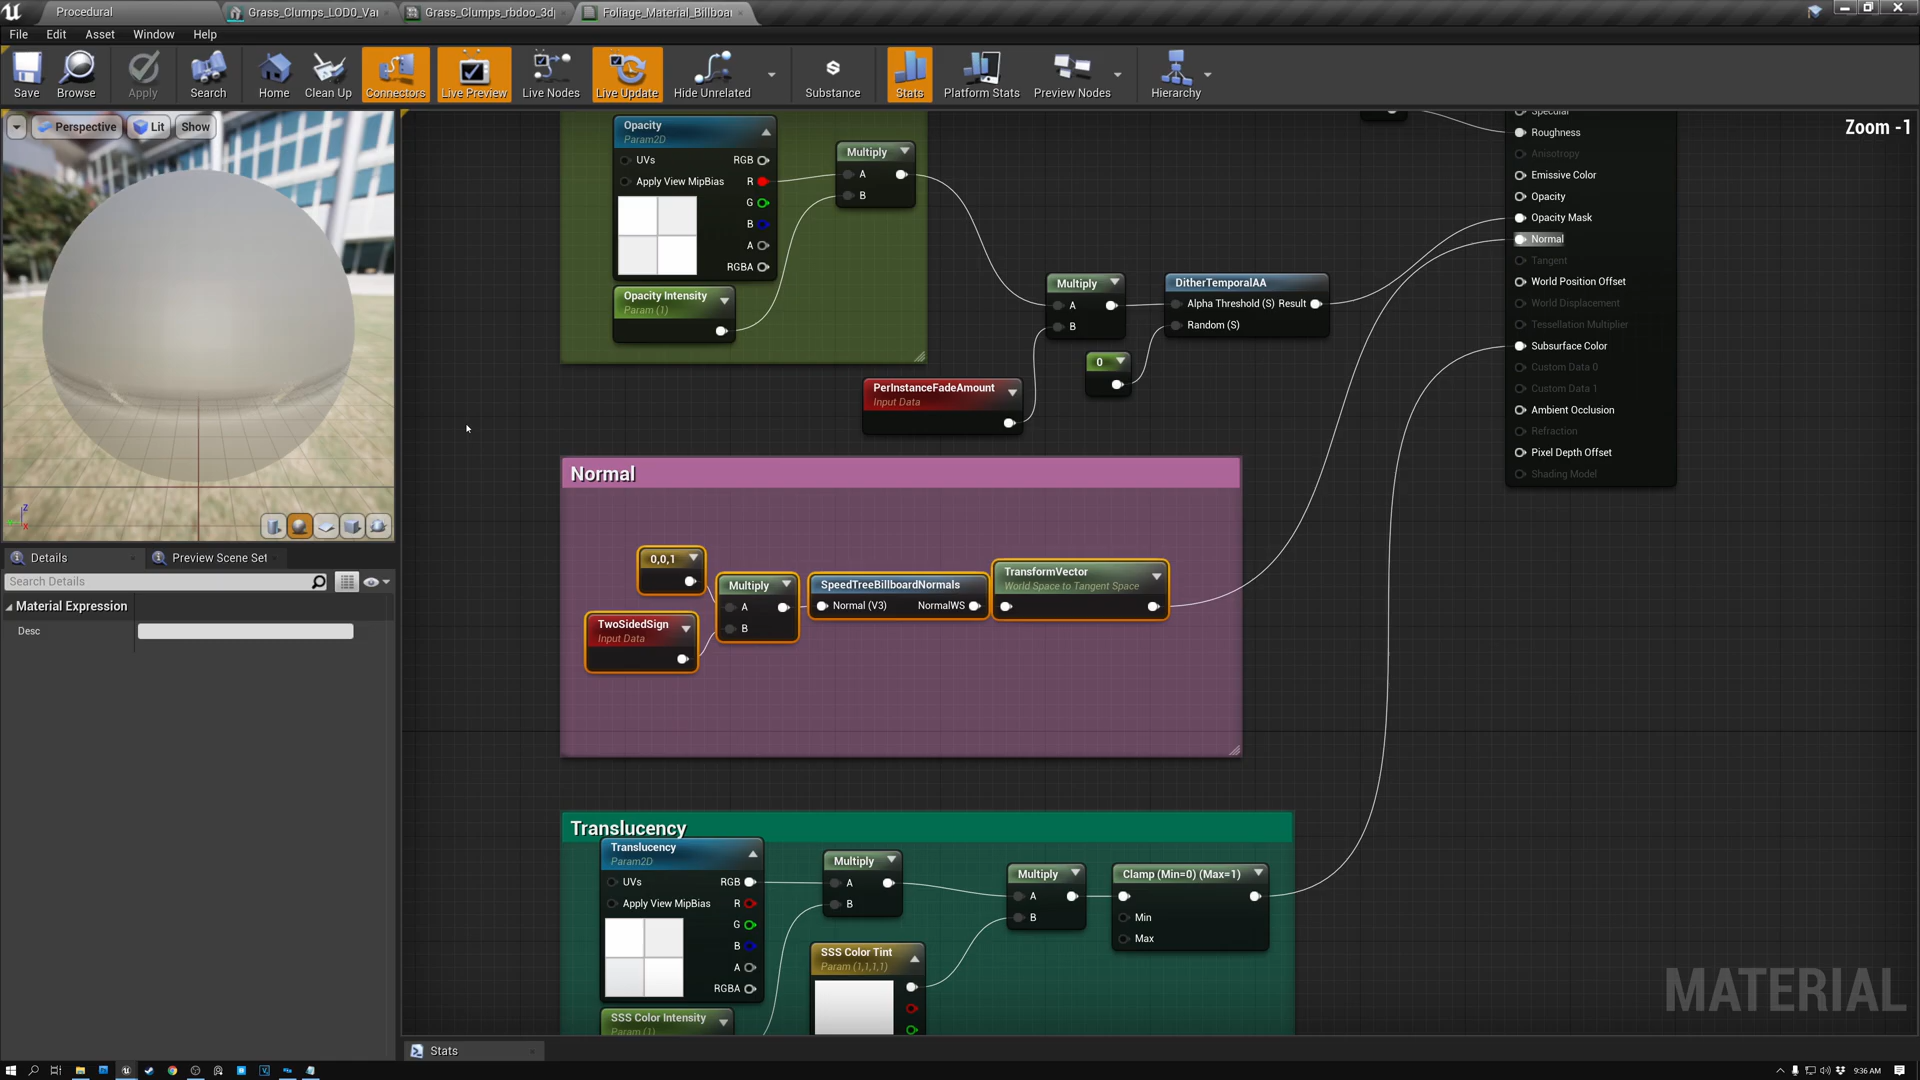 Procedural
Grass_Clumps_LOD0_Var
Grass_Clumps_rbdoo_3d
Foliage_Material_Billboar
File
Edit
Asset
Window
Help
Save
Browse
Apply
Search
Home
Clean Up
Connectors
Live Preview
Live Nodes
Live Update
Hide Unrelated
Substance
Stats
Platform Stats
Preview Nodes
Hierarchy
Perspective
Lit
Show
Z
X
Details
Preview Scene Set
Search Details
Material Expression
Desc
Zoom -1
Opacity
Param2D
UVs
RGB
Apply View MipBias
R
G
B
A
RGBA
Opacity Intensity
Param (1)
Multiply
A
B
Multiply
A
B
DitherTemporalAA
Alpha Threshold (S) Result
Random (S)
0
PerInstanceFadeAmount
Input Data
Specular
Roughness
Anisotropy
Emissive Color
Opacity
Opacity Mask
Normal
Tangent
World Position Offset
World Displacement
Tessellation Multiplier
Subsurface Color
Custom Data 0
Custom Data 1
Ambient Occlusion
Refraction
Pixel Depth Offset
Shading Model
Normal
0,0,1
TwoSidedSign
Input Data
Multiply
A
B
SpeedTreeBillboardNormals
Normal (V3)
NormalWS
TransformVector
World Space to Tangent Space
Translucency
Translucency
Param2D
UVs
RGB
Apply View MipBias
R
G
B
A
RGBA
SSS Color Intensity
Param (1)
Multiply
A
B
SSS Color Tint
Param (1,1,1,1)
Multiply
A
B
Clamp (Min=0) (Max=1)
Min
Max
MATERIAL
Stats
9:36 AM